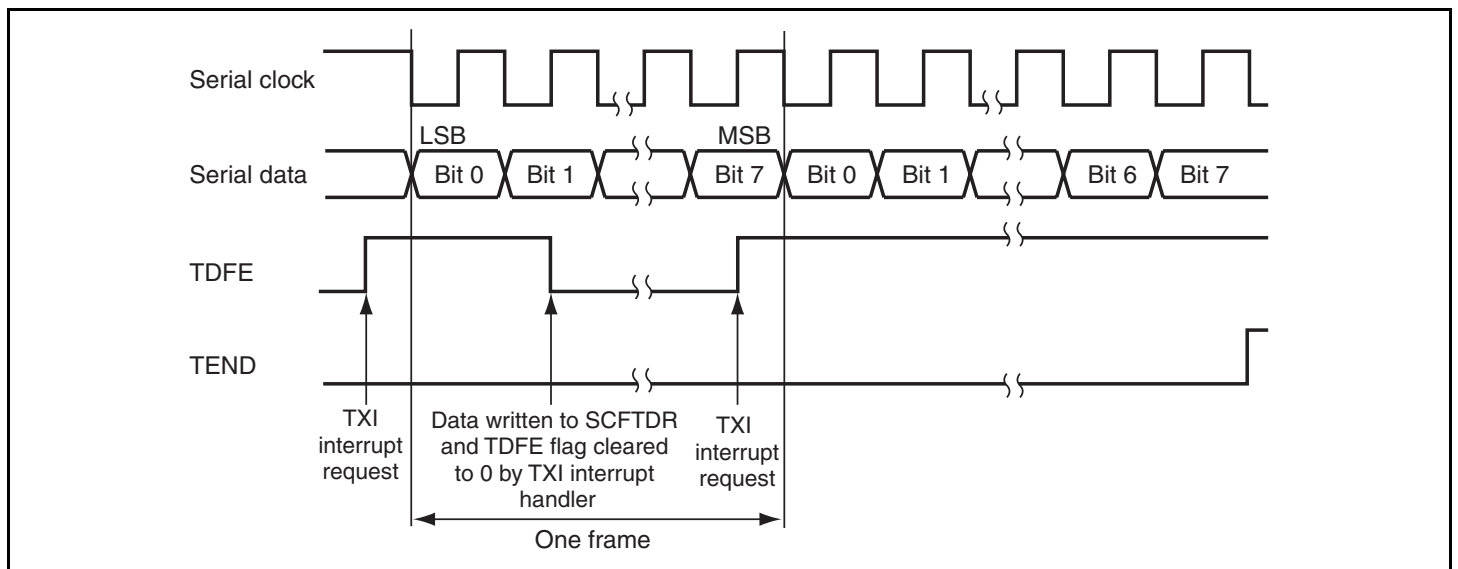 Serial clock
LSB
MSB
Serial data
Bit 0
Bit 1
Bit 7
Bit 0
Bit 1
Bit 6
Bit 7
TDFE
TEND
TXI
interrupt
request
Data written to SCFTDR
and TDFE flag cleared
to 0 by TXI interrupt
handler
TXI
interrupt
request
One frame